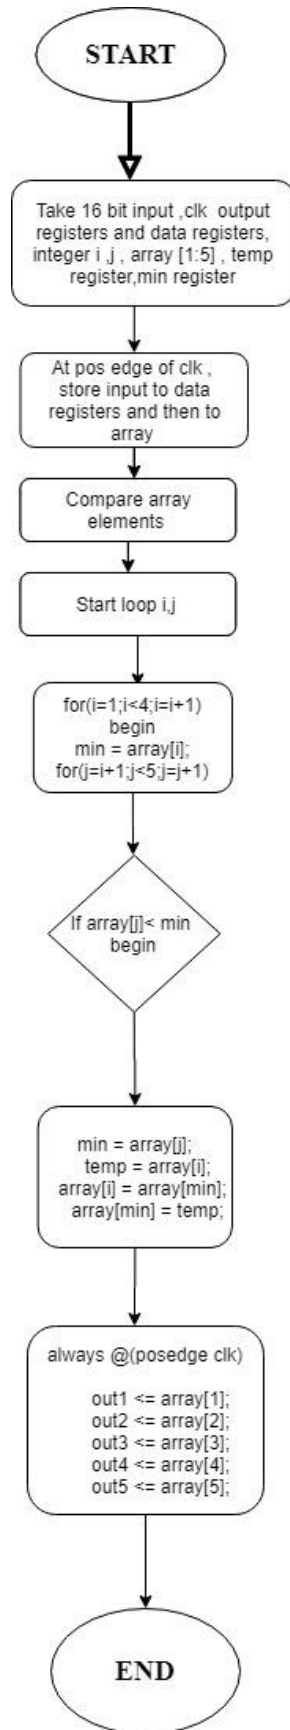 START
Take 16 bit input ,clk output
registers and data registers,
integer i ,j , array [1:5] , temp
register,min register
At pos edge of clk ,
store input to data
registers and then to
array
Compare array
elements
Start loop i,j
for(i=1;i<4;i=i+1)
begin
min = array[i];
for(j=i+1;j<5;j=j+1)
If array[j]< min
begin
min = array[j];
temp = array[i];
array[i] = array[min];
array[min] = temp;
always @(posedge clk)
out1 <= array[1];
out2 <= array[2];
out3 <= array[3];
out4 <= array[4];
out5 <= array[5];
END